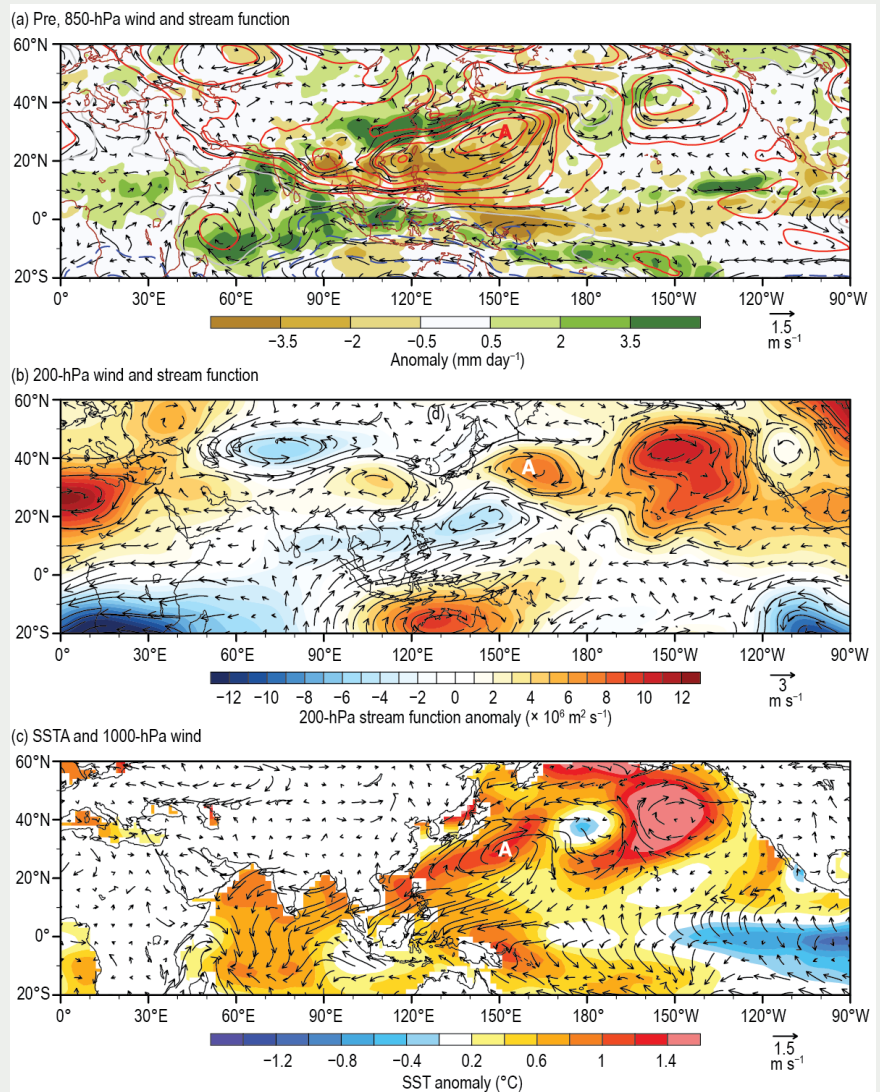 (a) Pre, 850-hPa wind and stream function
60°N
40°N
20°N
0°
20°S
A
0° 30°E 60°E 90°E 120°E 150°E 180° 150°W 120°W 90°W
−3.5 −2 −0.5 0.5 2 3.5
Anomaly (mm day⁻¹)
1.5
m s⁻¹
(b) 200-hPa wind and stream function
60°N
40°N
20°N
0°
20°S
(d)
A
0° 30°E 60°E 90°E 120°E 150°E 180° 150°W 120°W 90°W
−12 −10 −8 −6 −4 −2 0 2 4 6 8 10 12
200-hPa stream function anomaly (× 10⁶ m² s⁻¹)
3
m s⁻¹
(c) SSTA and 1000-hPa wind
60°N
40°N
20°N
0°
20°S
A
0° 30°E 60°E 90°E 120°E 150°E 180° 150°W 120°W 90°W
−1.2 −0.8 −0.4 0.2 0.6 1 1.4
SST anomaly (°C)
1.5
m s⁻¹